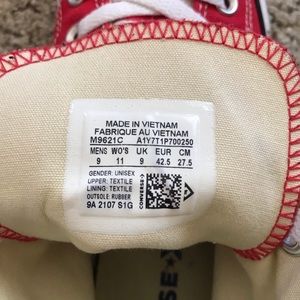 MADE IN VIETNAM
FABRIQUE AU VIETNAM
M9621C A1Y7T1P700250
MENS WO'S UK EUR CM
9 11 9 42.5 27.5
GENDER: UNISEX
UPPER: TEXTILE
LINING: TEXTILE
OUTSOLE: RUBBER
9A 2107 S1G
CONVERSE